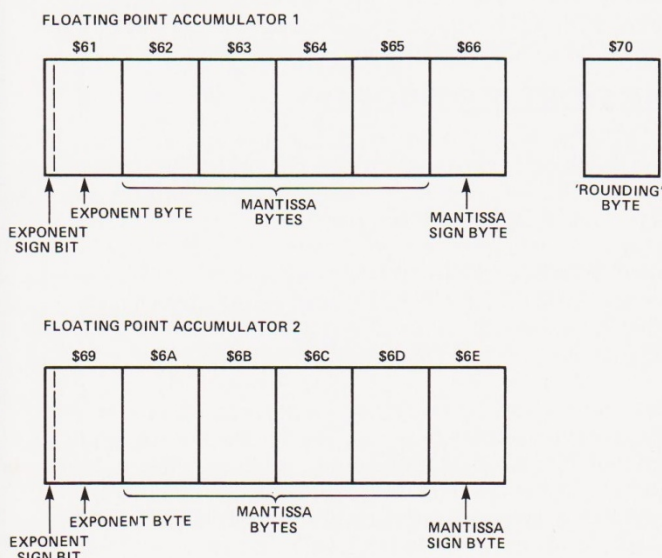 FLOATING POINT ACCUMULATOR 1
$61 $62 $63 $64 $65 $66 $70
EXPONENT BYTE
MANTISSA
BYTES
EXPONENT
SIGN BIT
MANTISSA
SIGN BYTE
'ROUNDING'
BYTE
FLOATING POINT ACCUMULATOR 2
$69 $6A $6B $6C $6D $6E
EXPONENT BYTE
MANTISSA
BYTES
EXPONENT
SIGN BIT
MANTISSA
SIGN BYTE